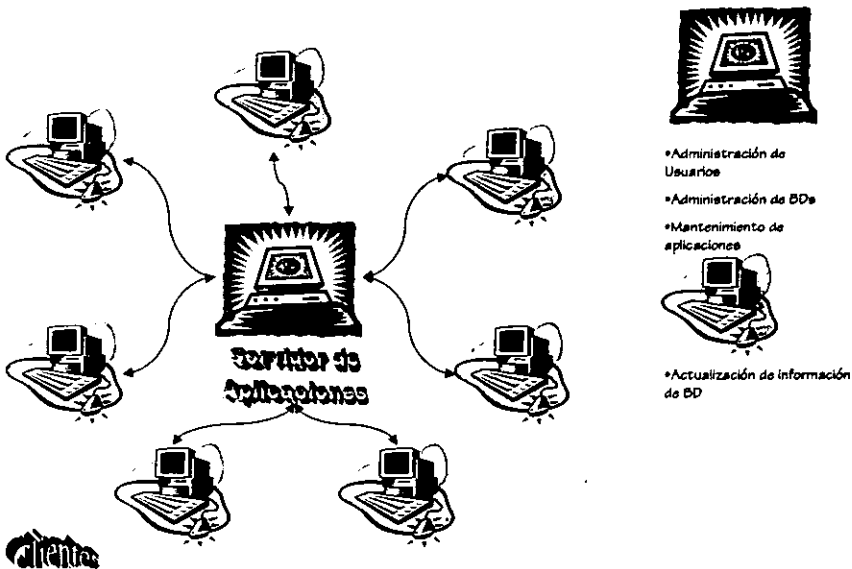 •Administración de
Usuarios
•Administración de BDs
•Mantenimiento de
aplicaciones
Servidor de
Aplicaciones
•Actualización de información
de BD
Clientes